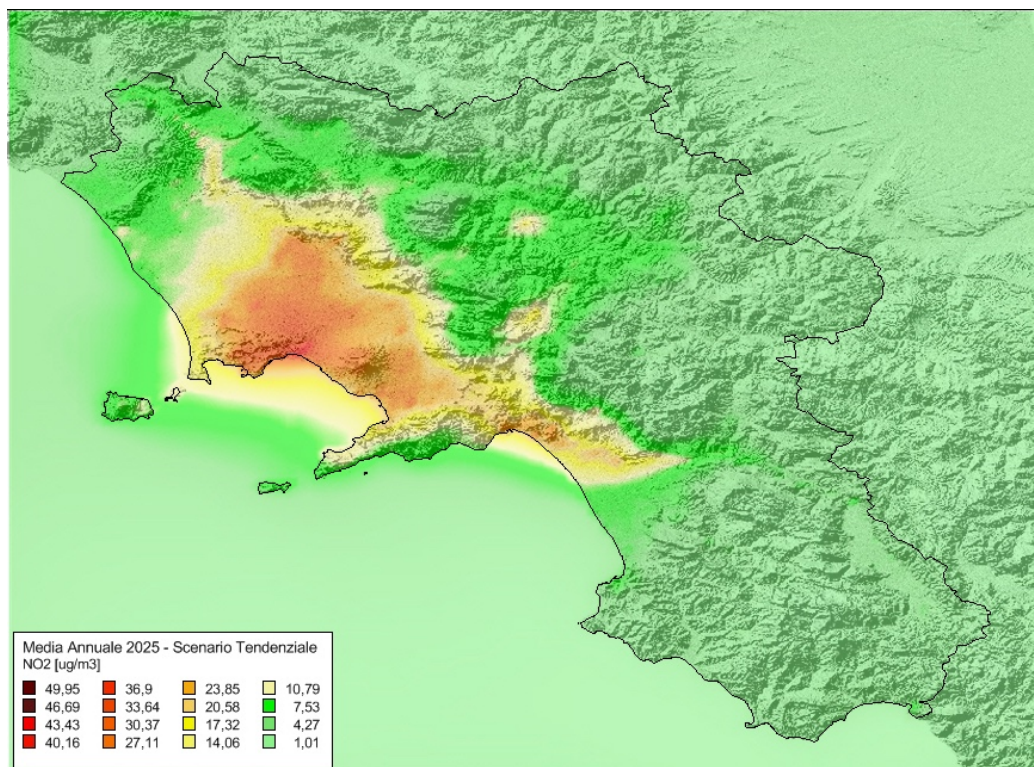 Media Annuale 2025 - Scenario Tendenziale
NO2 [ug/m3]
49,95 36,9 23,85 10,79
46,69 33,64 20,58 7,53
43,43 30,37 17,32 4,27
40,16 27,11 14,06 1,01